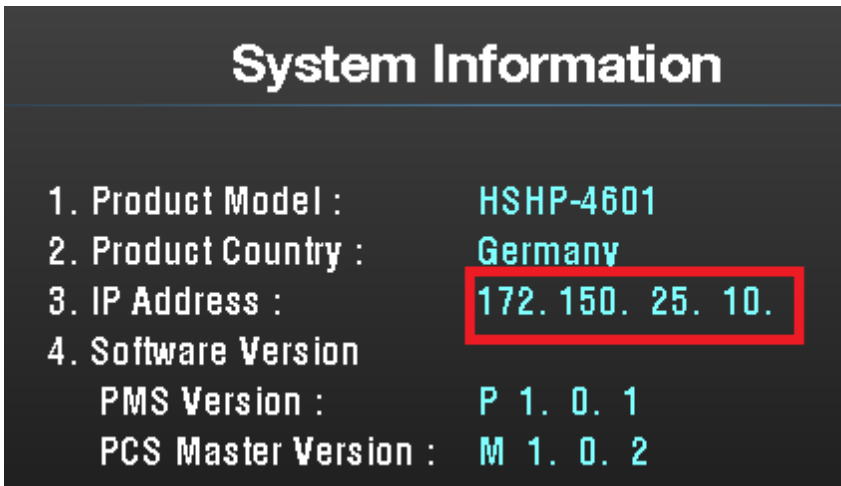 System Information
1. Product Model : HSHP-4601
2. Product Country : Germany
3. IP Address : 172. 150. 25. 10.
4. Software Version
PMS Version : P 1. 0. 1
PCS Master Version : M 1. 0. 2